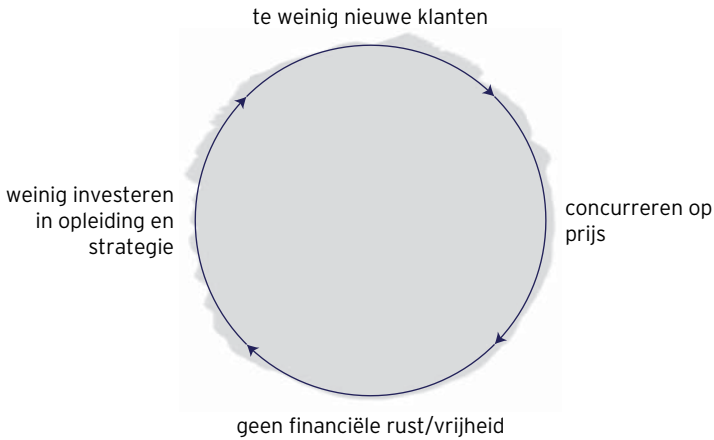 te weinig nieuwe klanten
concurreren op
prijs
geen financiële rust/vrijheid
weinig investeren
in opleiding en
strategie